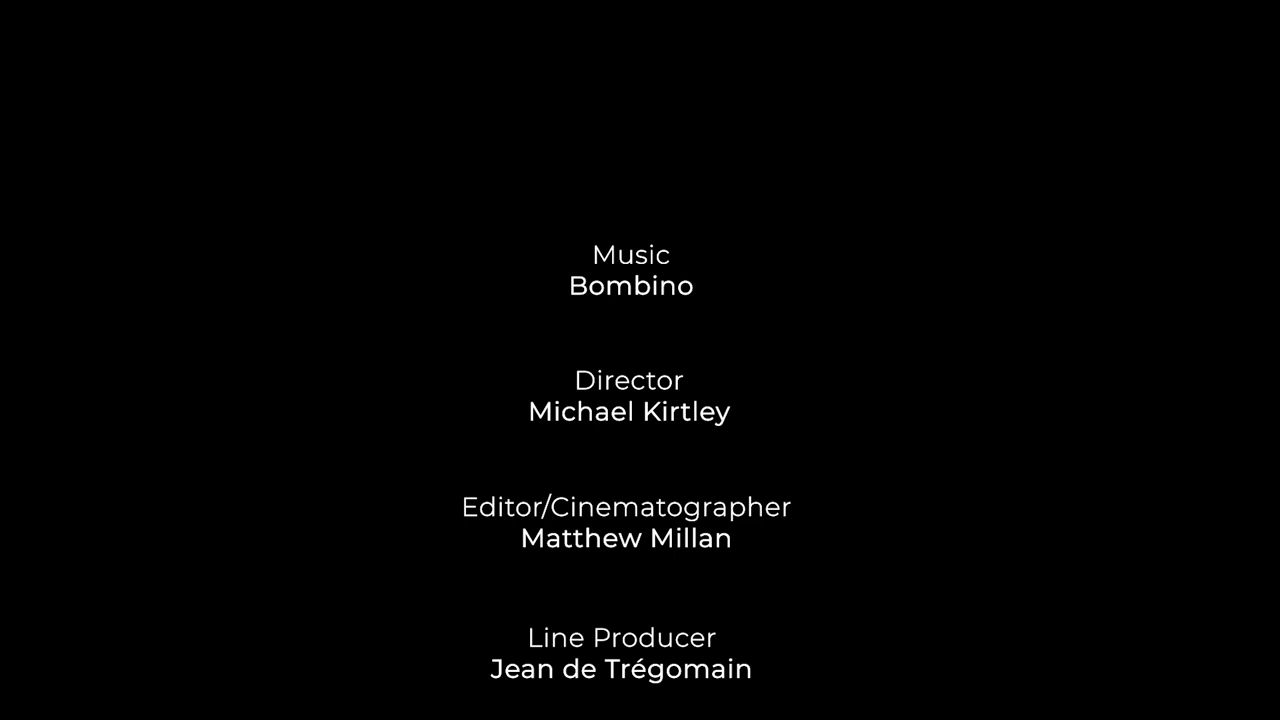 Music
Bombino
Director
Michael Kirtley
Editor/Cinematographer
Matthew Millan
Line Producer
Jean de Trégomain